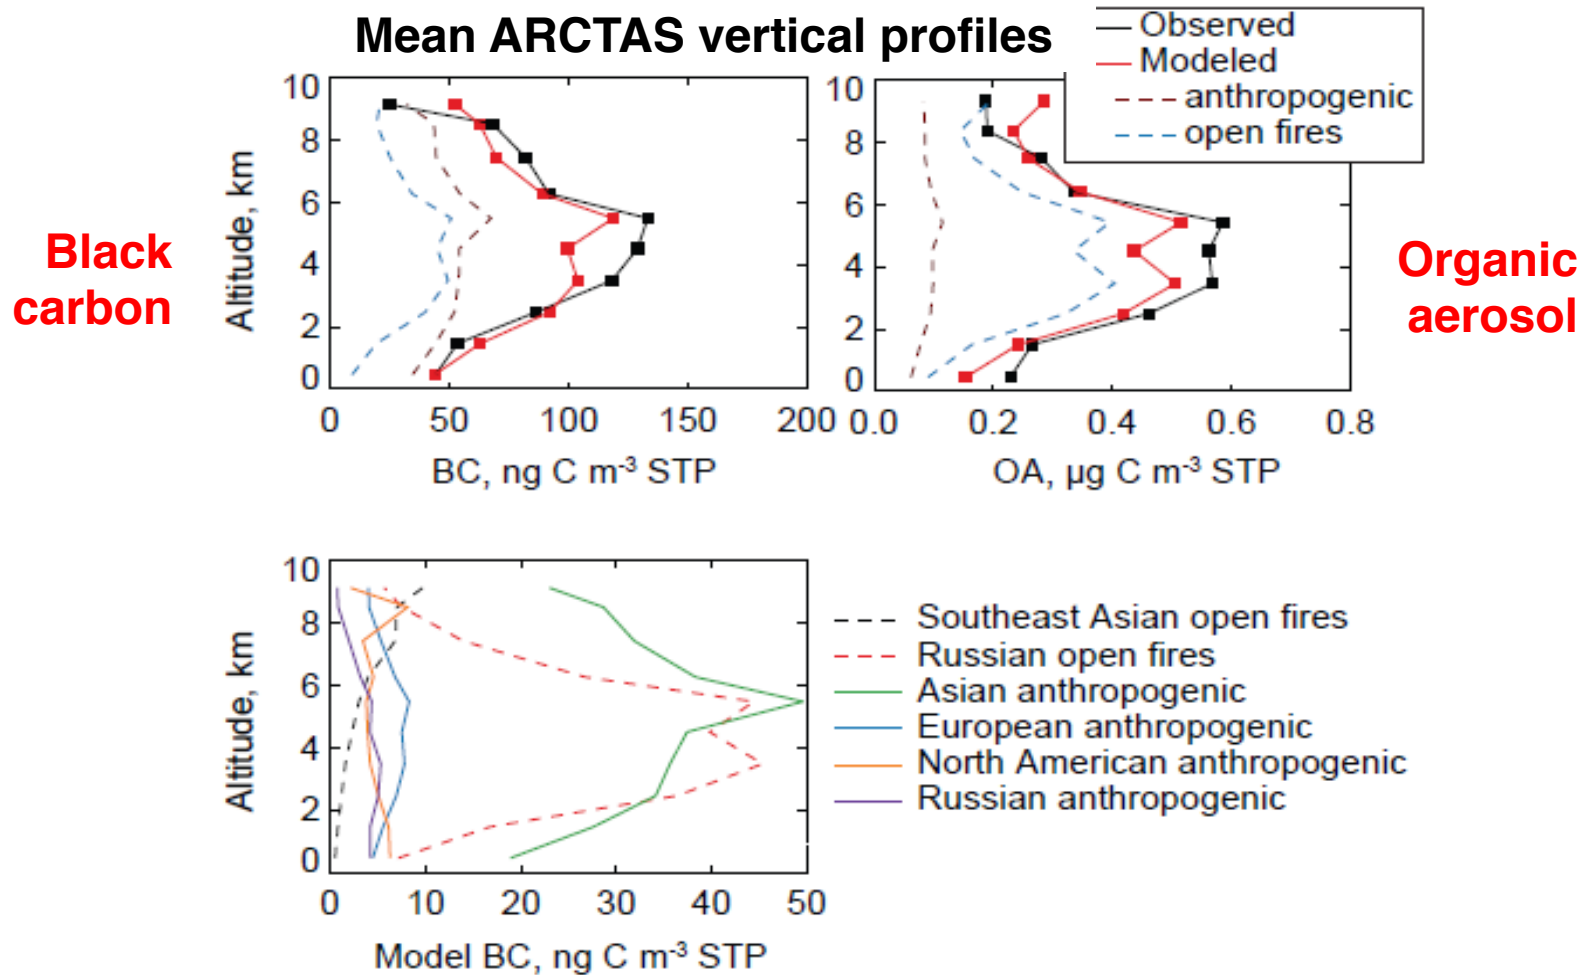 Mean ARCTAS vertical profiles
Observed
Modeled
anthropogenic
open fires
Black
carbon
Altitude, km
10
8
6
4
2
0
0 50 100 150 200
BC, ng C m-3 STP
10
8
6
4
2
0
0.0 0.2 0.4 0.6 0.8
OA, µg C m-3 STP
Organic
aerosol
Altitude, km
10
8
6
4
2
0
0 10 20 30 40 50
Model BC, ng C m-3 STP
Southeast Asian open fires
Russian open fires
Asian anthropogenic
European anthropogenic
North American anthropogenic
Russian anthropogenic